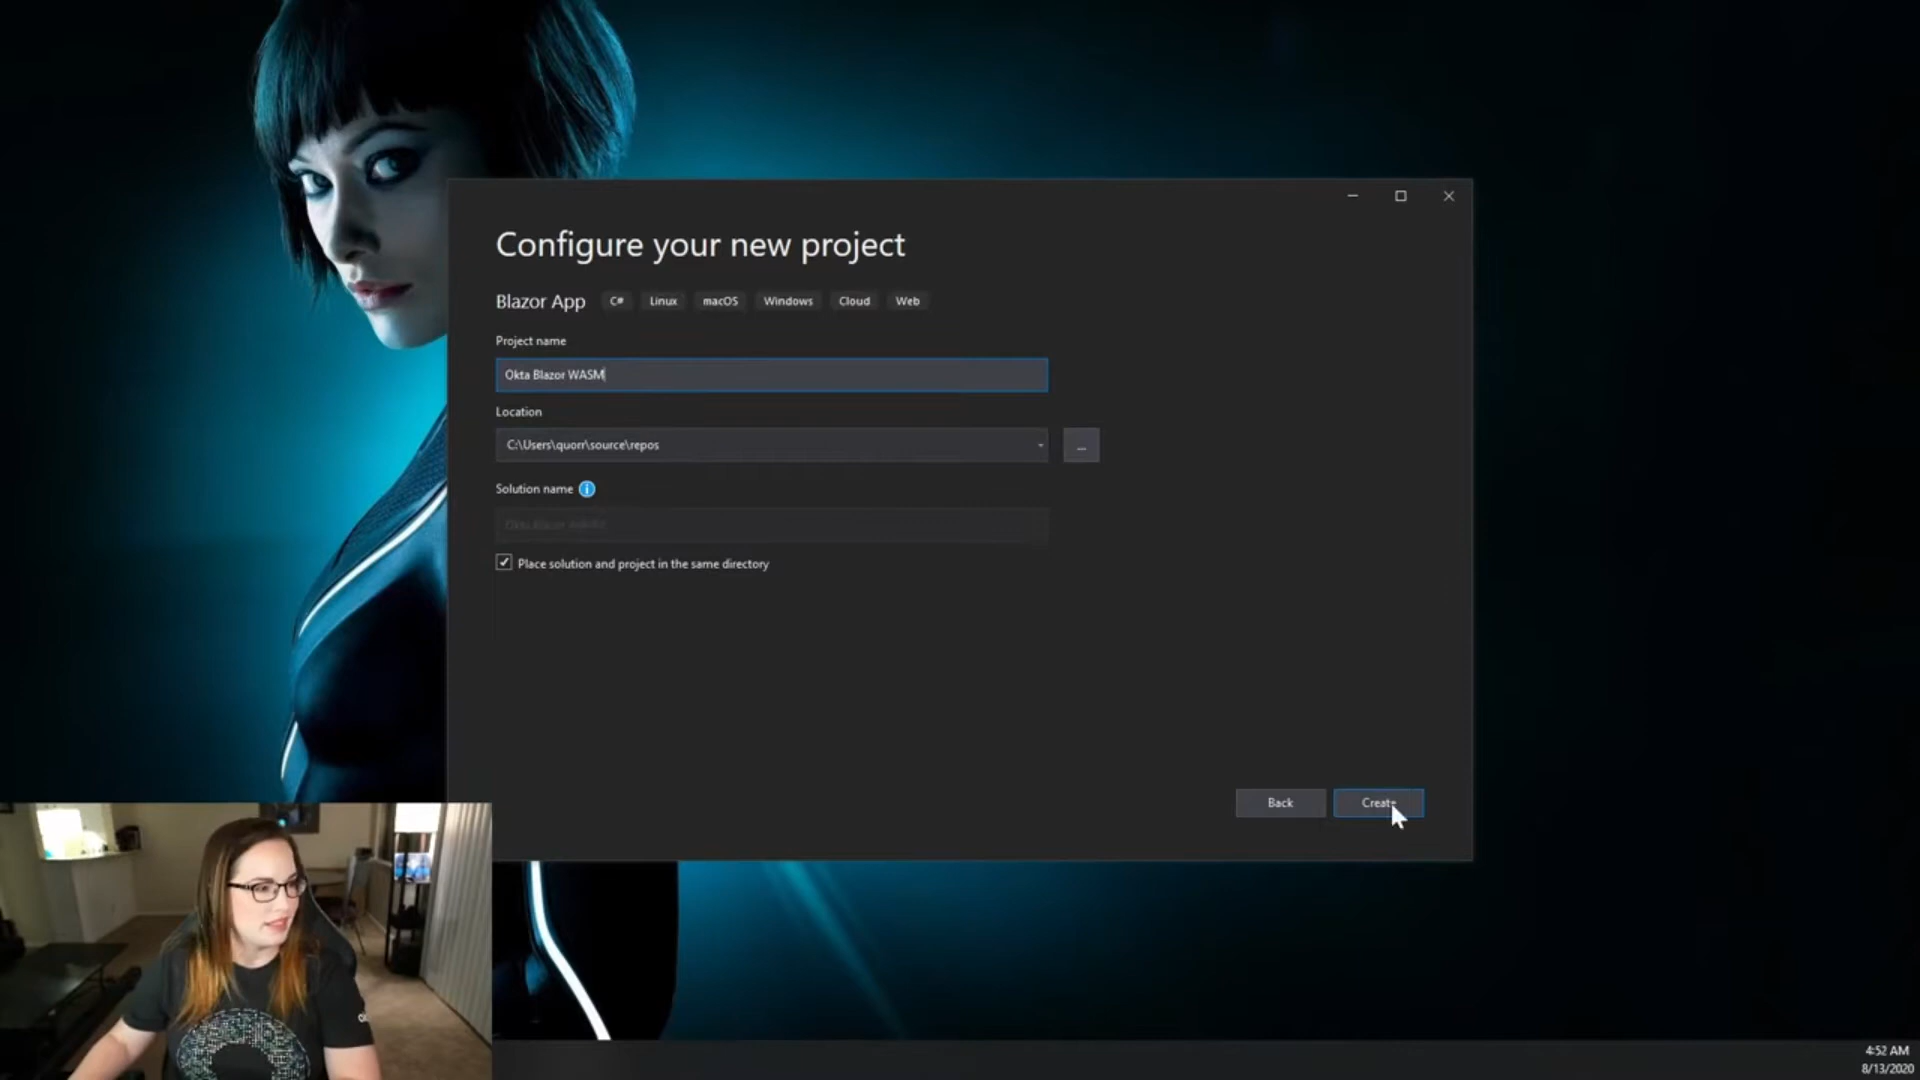 Configure your new project
Blazor App C# Linux macOS Windows Cloud Web
Project name
Okta Blazor WASM
Location
C:\Users\quorr\source\repos
...
Solution name
Place solution and project in the same directory
Back Create
4:52 AM
8/13/2020